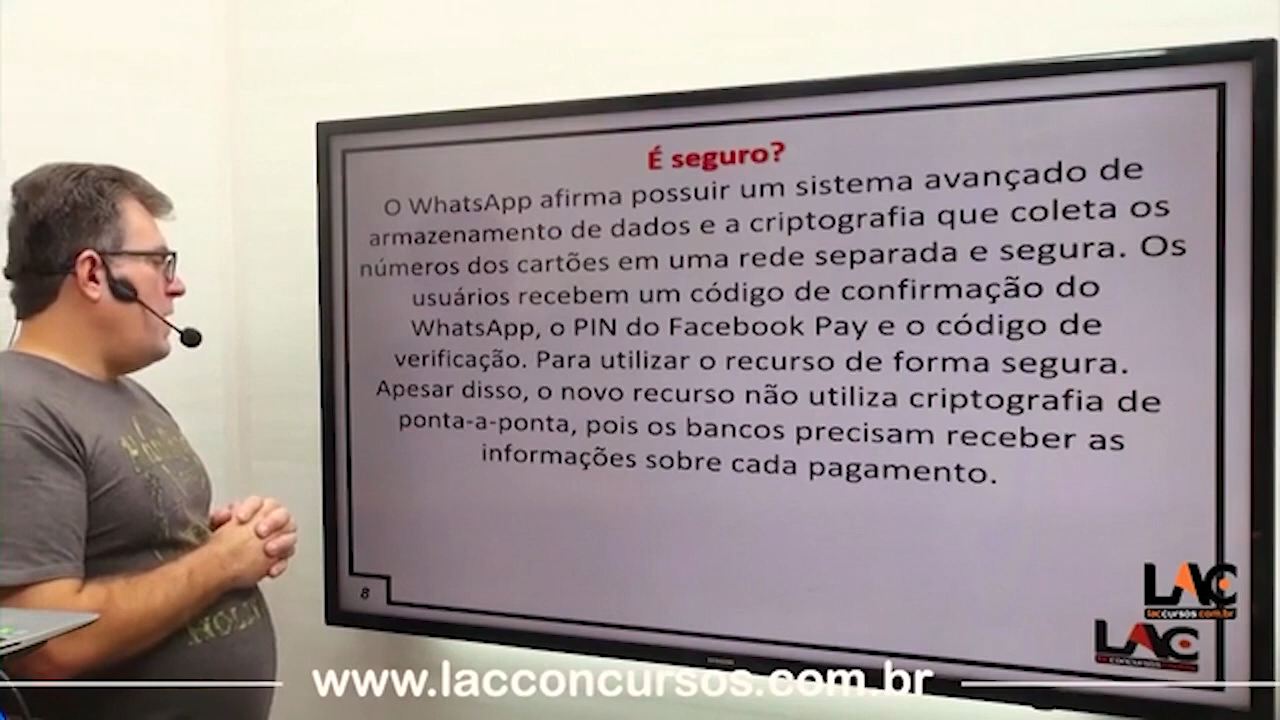 É seguro?
O WhatsApp afirma possuir um sistema avançado de
armazenamento de dados e a criptografia que coleta os
números dos cartões em uma rede separada e segura. Os
usuários recebem um código de confirmação do
WhatsApp, o PIN do Facebook Pay e o código de
verificação. Para utilizar o recurso de forma segura.
Apesar disso, o novo recurso não utiliza criptografia de
ponta-a-ponta, pois os bancos precisam receber as
informações sobre cada pagamento.
8
LAC
laccursos.com.br
LAC
www.lacconcursos.com.br